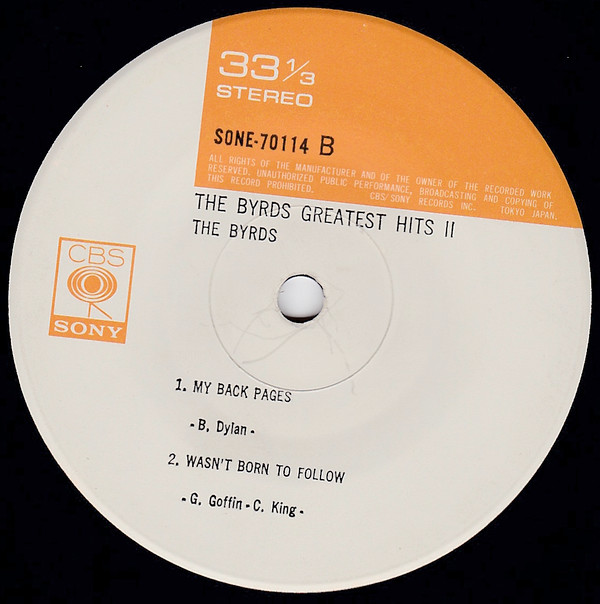 33 1/3
STEREO
SONE-70114 B
ALL RIGHTS OF THE MANUFACTURER AND OF THE OWNER OF THE RECORDED WORK
RESERVED. UNAUTHORIZED PUBLIC PERFORMANCE, BROADCASTING AND COPYING OF
THIS RECORD PROHIBITED. CBS/SONY RECORDS INC. TOKYO JAPAN.
THE BYRDS GREATEST HITS II
THE BYRDS
CBS
SONY
1. MY BACK PAGES
-B. Dylan-
2. WASN'T BORN TO FOLLOW
-G. Goffin-C. King-